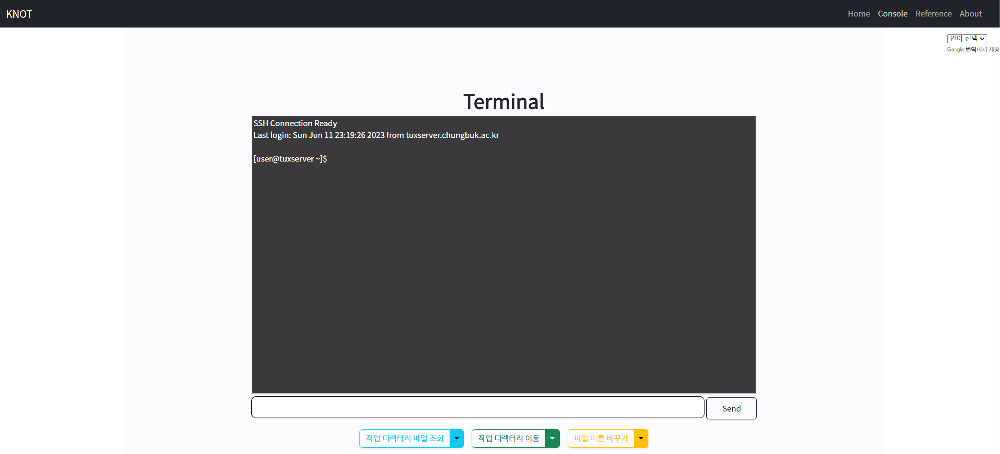 KNOT
Home Console Reference About
언어 선택
Google 번역에서 제공
Terminal
SSH Connection Ready
Last login: Sun Jun 11 23:19:26 2023 from tuxserver.chungbuk.ac.kr
[user@tuxserver ~]$
Send
작업 디렉터리 파일 조회 작업 디렉터리 이동 파일 이름 바꾸기